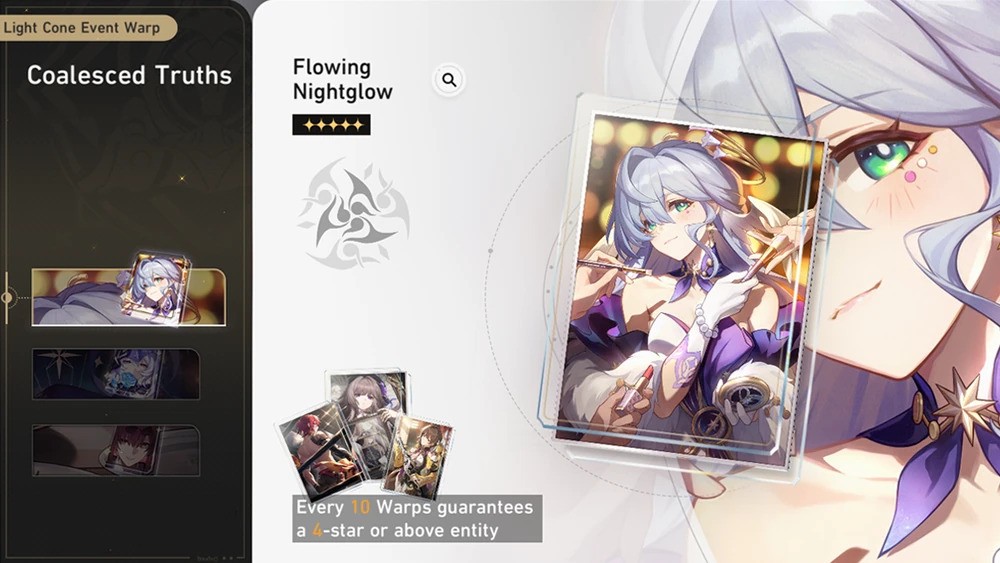 Light Cone Event Warp
Coalesced Truths
Flowing
Nightglow
Every 10 Warps guarantees
a 4-star or above entity